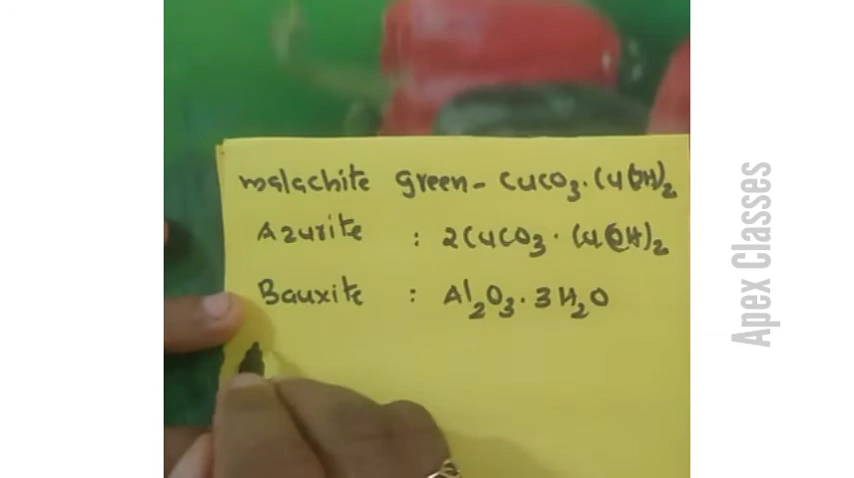 malachite green- CuCO3.Cu(OH)2
Azurite : 2CuCO3.Cu(OH)2
Bauxite : Al2O3.3H2O
Apex Classes